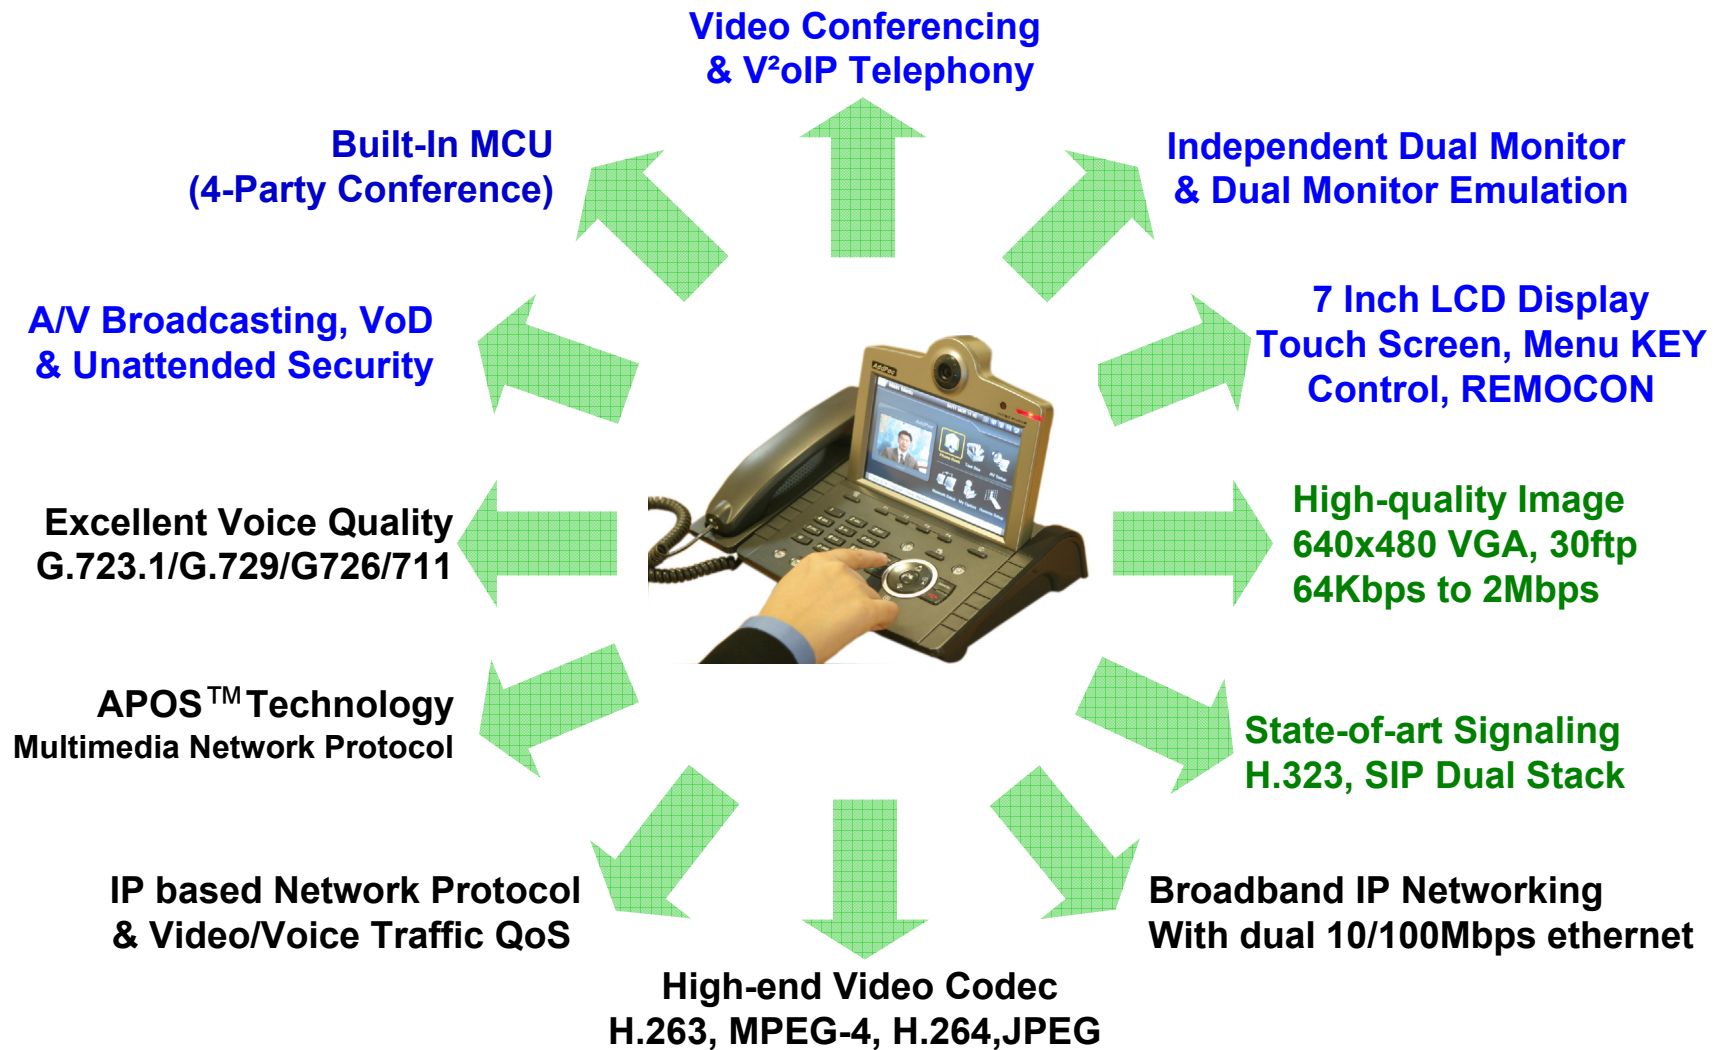 Video Conferencing
& V²oIP Telephony
Built-In MCU
(4-Party Conference)
Independent Dual Monitor
& Dual Monitor Emulation
A/V Broadcasting, VoD
& Unattended Security
7 Inch LCD Display
Touch Screen, Menu KEY
Control, REMOCON
AddPac
Excellent Voice Quality
G.723.1/G.729/G726/711
High-quality Image
640x480 VGA, 30ftp
64Kbps to 2Mbps
APOS™Technology
Multimedia Network Protocol
State-of-art Signaling
H.323, SIP Dual Stack
IP based Network Protocol
& Video/Voice Traffic QoS
Broadband IP Networking
With dual 10/100Mbps ethernet
High-end Video Codec
H.263, MPEG-4, H.264,JPEG